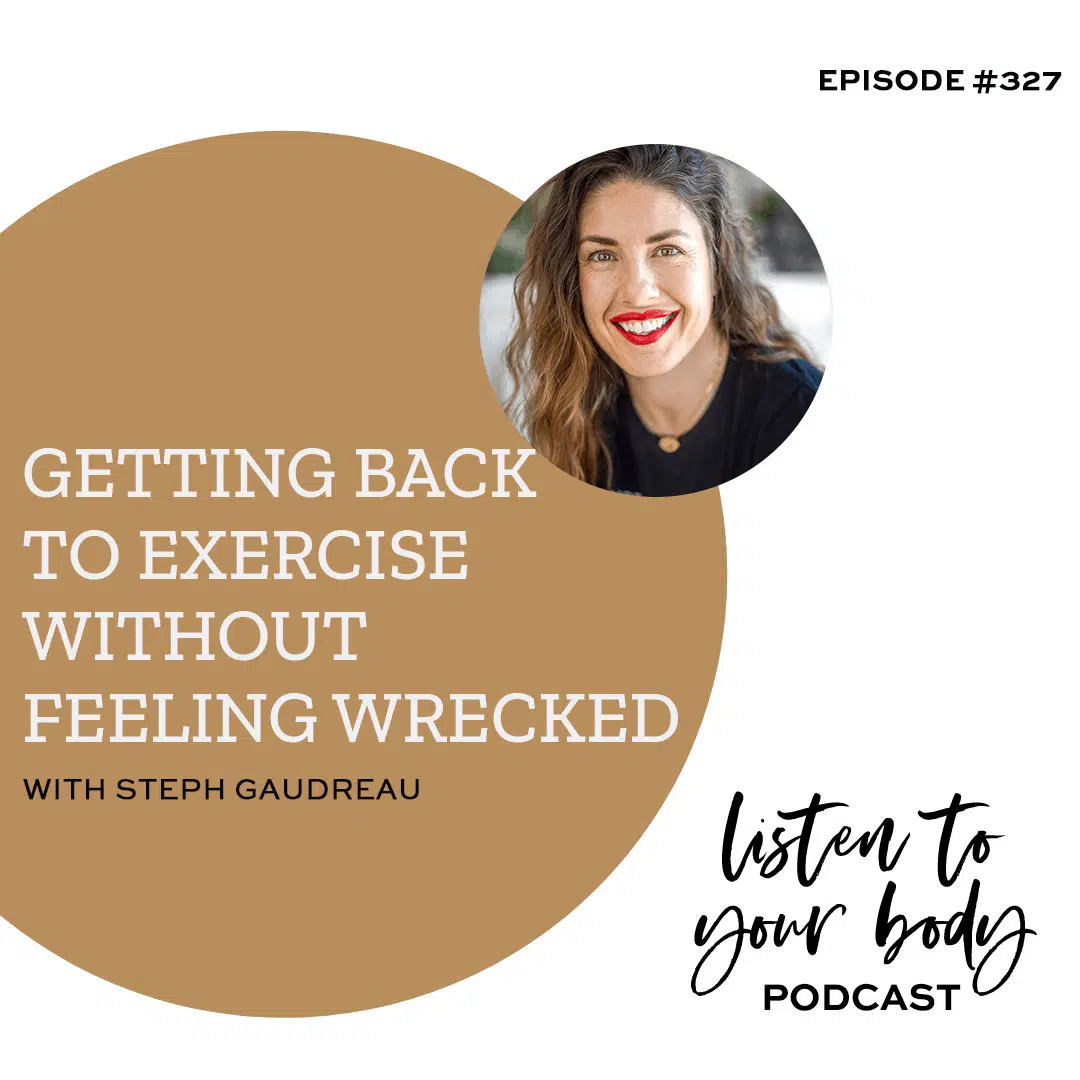 EPISODE #327
GETTING BACK
TO EXERCISE
WITHOUT
FEELING WRECKED
WITH STEPH GAUDREAU
listen to
your body
PODCAST